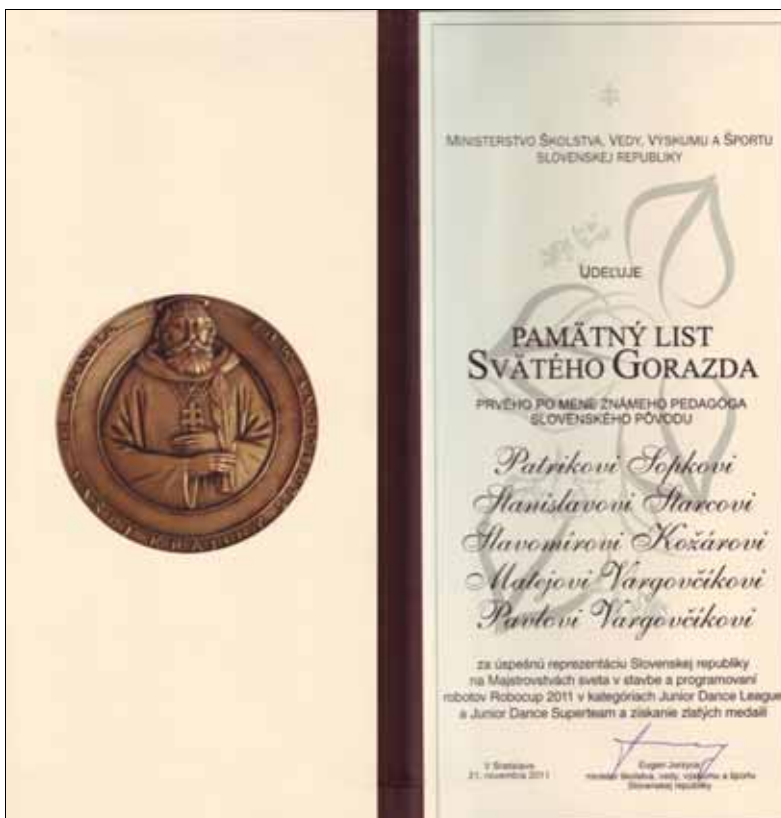 MINISTERSTVO ŠKOLSTVA, VEDY, VÝSKUMU A ŠPORTU
SLOVENSKEJ REPUBLIKY
UDEĽUJE
PAMÄTNÝ LIST
SVÄTÉHO GORAZDA
PRVÉHO PO MENE ZNÁMEHO PEDAGÓGA
SLOVENSKÉHO PÔVODU
Patrikovi Sopkovi
Stanislavovi Starcovi
Slavomírovi Kožárovi
Matejovi Vargovčíkovi
Pavlovi Vargovčíkovi
za úspešnú reprezentáciu Slovenskej republiky
na Majstrovstvách sveta v stavbe a programovaní
robotov Robocup 2011 v kategóriach Junior Dance League
a Junior Dance Superteam a získanie zlatých medailí
V Bratislave
21. novembra 2011
Eugen Jurzyca
minister školstva, vedy, výskumu a športu
Slovenskej republiky